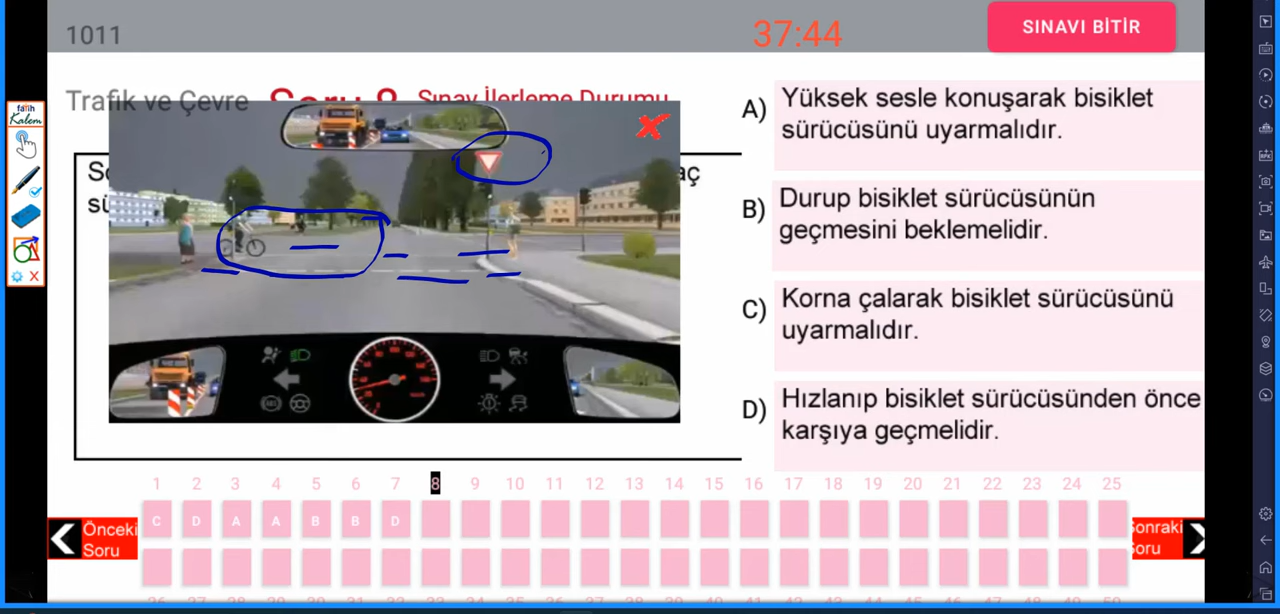 1011
37:44
SINAVI BİTİR
fatih
Kalem
Trafik ve Çevre
Soru 8
Sınav İlerleme Durumu
A) Yüksek sesle konuşarak bisiklet
sürücüsünü uyarmalıdır.
B) Durup bisiklet sürücüsünün
geçmesini beklemelidir.
C) Korna çalarak bisiklet sürücüsünü
uyarmalıdır.
D) Hızlanıp bisiklet sürücüsünden önce
karşıya geçmelidir.
1 2 3 4 5 6 7 8 9 10 11 12 13 14 15 16 17 18 19 20 21 22 23 24 25
C D A A B B D
Önceki
Soru
Sonraki
Soru